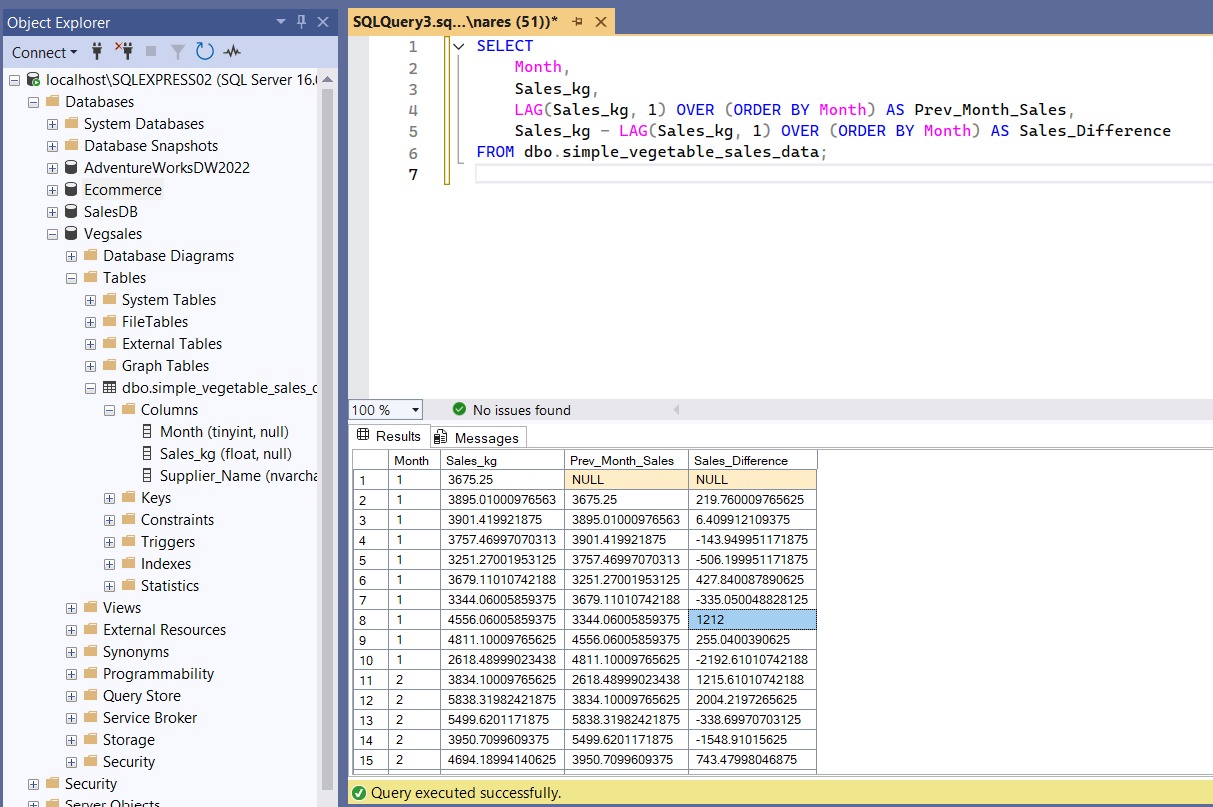 Object Explorer
Connect
localhost\SQLEXPRESS02 (SQL Server 16.
Databases
System Databases
Database Snapshots
AdventureWorksDW2022
Ecommerce
SalesDB
Vegsales
Database Diagrams
Tables
System Tables
FileTables
External Tables
Graph Tables
dbo.simple_vegetable_sales_
Columns
Month (tinyint, null)
Sales_kg (float, null)
Supplier_Name (nvarcha
Keys
Constraints
Triggers
Indexes
Statistics
Views
External Resources
Synonyms
Programmability
Query Store
Service Broker
Storage
Security
Security
Server Objects
SQLQuery3.sq...\nares (51))*
1 SELECT
2 Month,
3 Sales_kg,
4 LAG(Sales_kg, 1) OVER (ORDER BY Month) AS Prev_Month_Sales,
5 Sales_kg - LAG(Sales_kg, 1) OVER (ORDER BY Month) AS Sales_Difference
6 FROM dbo.simple_vegetable_sales_data;
7
100 % No issues found
Results Messages
Month Sales_kg Prev_Month_Sales Sales_Difference
1 1 3675.25 NULL NULL
2 1 3895.01000976563 3675.25 219.760009765625
3 1 3901.419921875 3895.01000976563 6.409912109375
4 1 3757.46997070313 3901.419921875 -143.949951171875
5 1 3251.27001953125 3757.46997070313 -506.199951171875
6 1 3679.11010742188 3251.27001953125 427.840087890625
7 1 3344.06005859375 3679.11010742188 -335.050048828125
8 1 4556.06005859375 3344.06005859375 1212
9 1 4811.10009765625 4556.06005859375 255.0400390625
10 1 2618.48999023438 4811.10009765625 -2192.61010742188
11 2 3834.10009765625 2618.48999023438 1215.61010742188
12 2 5838.31982421875 3834.10009765625 2004.2197265625
13 2 5499.6201171875 5838.31982421875 -338.69970703125
14 2 3950.7099609375 5499.6201171875 -1548.91015625
15 2 4694.18994140625 3950.7099609375 743.47998046875
Query executed successfully.